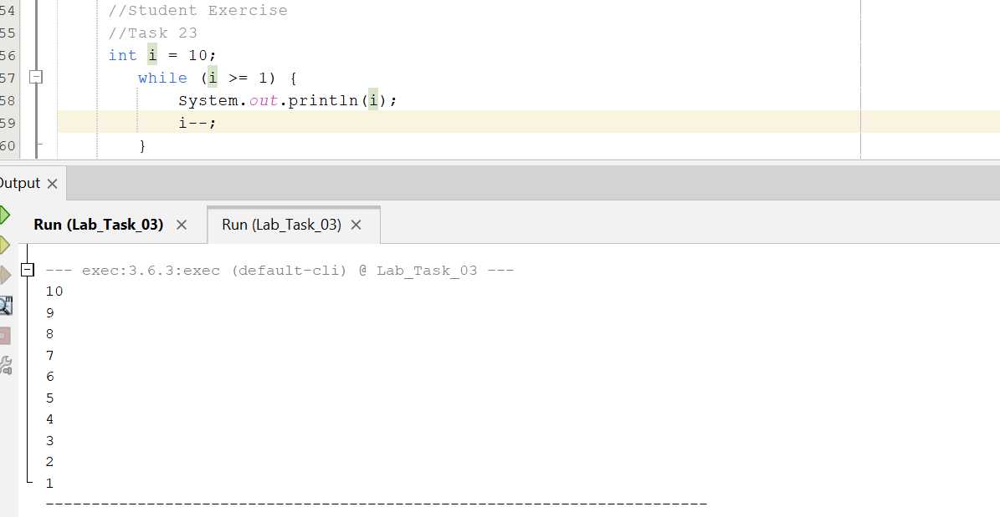 54 //Student Exercise
55 //Task 23
56 int i = 10;
57 while (i >= 1) {
58 System.out.println(i);
59 i--;
60 }
Output
Run (Lab_Task_03) Run (Lab_Task_03)
--- exec:3.6.3:exec (default-cli) @ Lab_Task_03 ---
10
9
8
7
6
5
4
3
2
1
------------------------------------------------------------------------